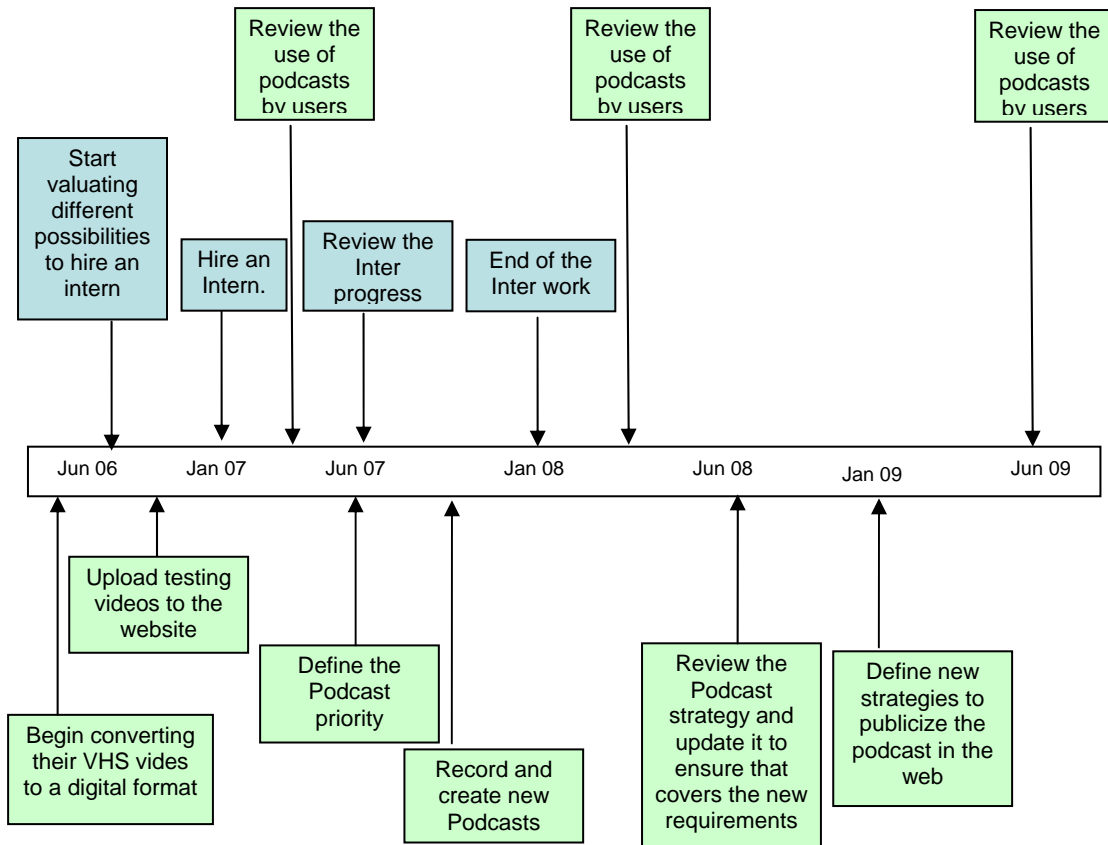 Review the
use of
podcasts
by users
Review the
use of
podcasts
by users
Review the
use of
podcasts
by users
Start
valuating
different
possibilities
to hire an
intern
Hire an
Intern.
Review the
Inter
progress
End of the
Inter work
Jun 06
Jan 07
Jun 07
Jan 08
Jun 08
Jan 09
Jun 09
Upload testing
videos to the
website
Begin converting
their VHS vides
to a digital format
Define the
Podcast
priority
Record and
create new
Podcasts
Review the
Podcast
strategy and
update it to
ensure that
covers the new
requirements
Define new
strategies to
publicize the
podcast in the
web